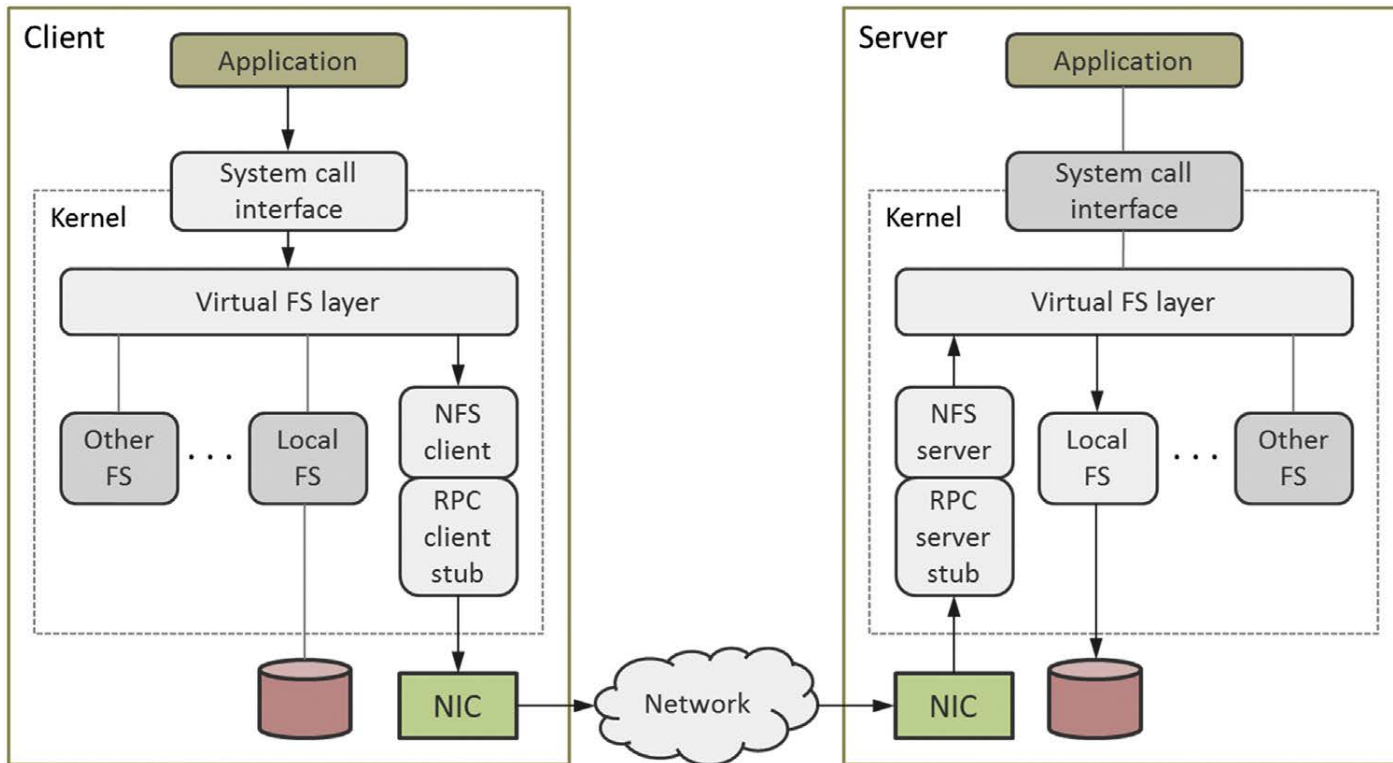 Client
Application
System call
interface
Kernel
Virtual FS layer
Other
FS
. . .
Local
FS
NFS
client
RPC
client
stub
NIC
Network
Server
Application
System call
interface
Kernel
Virtual FS layer
NFS
server
RPC
server
stub
Local
FS
. . .
Other
FS
NIC